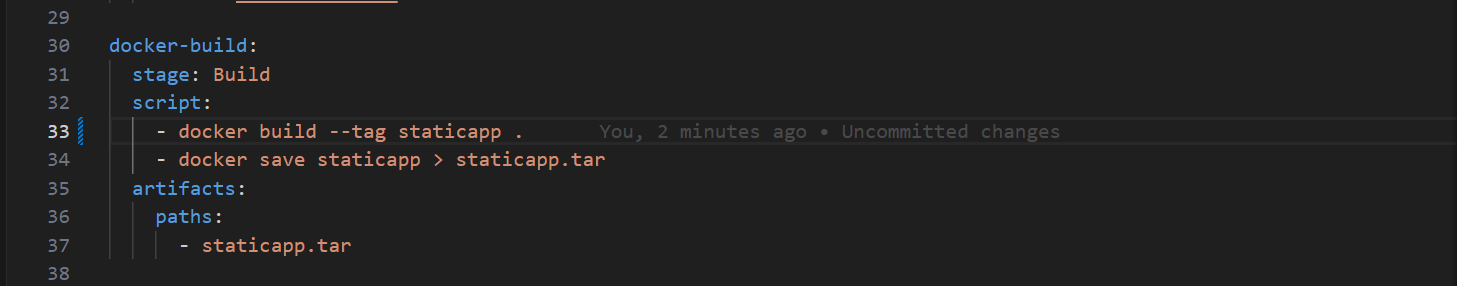 29
30 docker-build:
31 stage: Build
32 script:
33 - docker build --tag staticapp . You, 2 minutes ago • Uncommitted changes
34 - docker save staticapp > staticapp.tar
35 artifacts:
36 paths:
37 - staticapp.tar
38